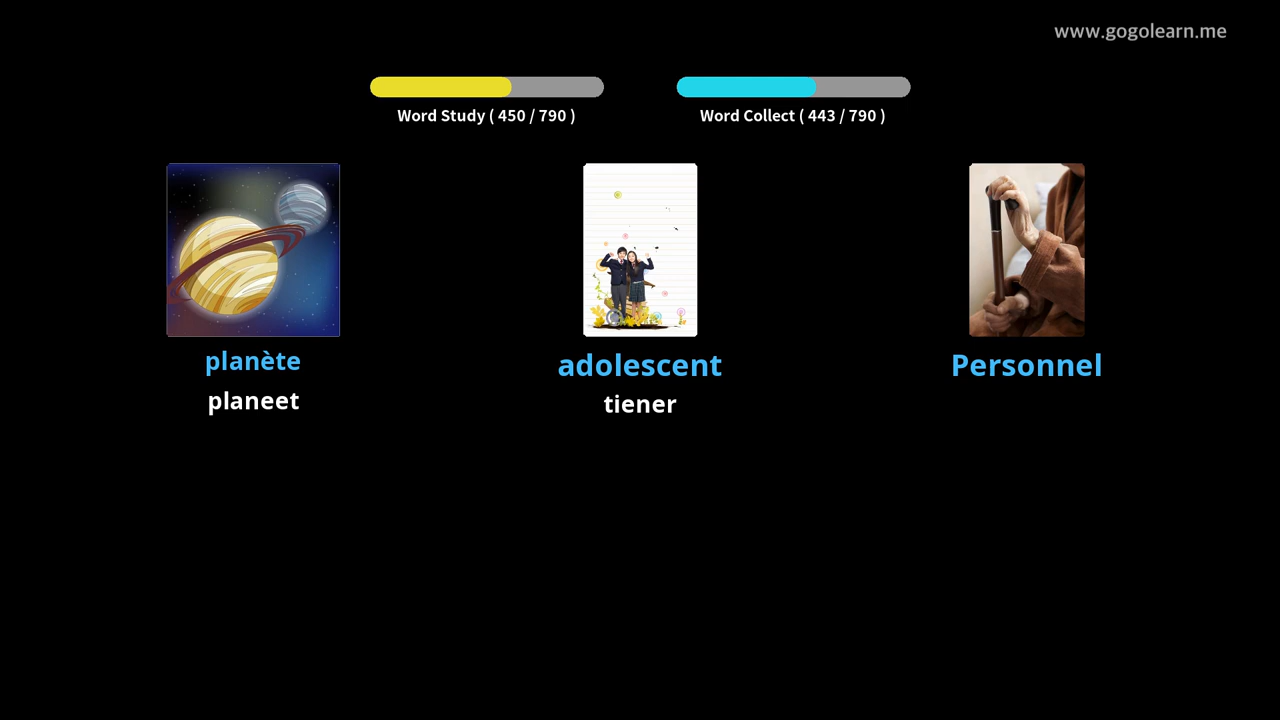 www.gogolearn.me
Word Study ( 450 / 790 )
Word Collect ( 443 / 790 )
planète
adolescent
Personnel
planeet
tiener